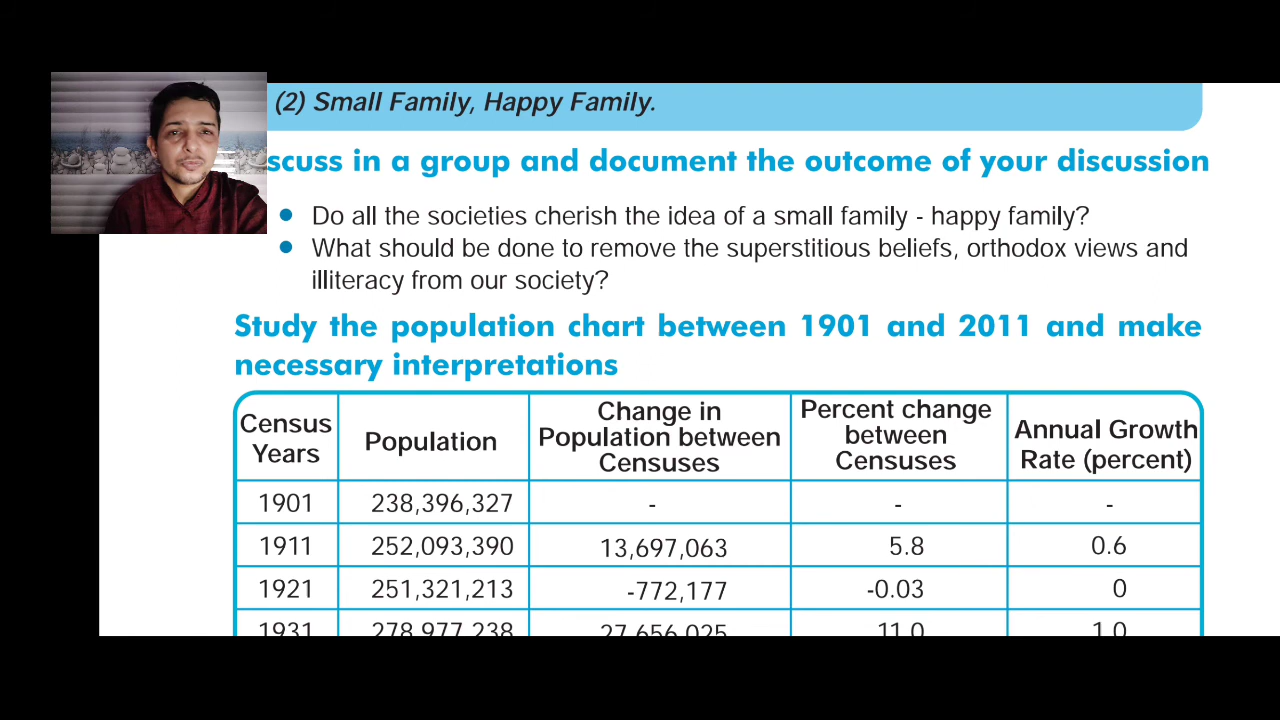 (2) Small Family, Happy Family.
scuss in a group and document the outcome of your discussion
• Do all the societies cherish the idea of a small family - happy family?
• What should be done to remove the superstitious beliefs, orthodox views and
illiteracy from our society?
Study the population chart between 1901 and 2011 and make
necessary interpretations
Census Years Population Change in Population between Censuses Percent change between Censuses Annual Growth Rate (percent)
1901 238,396,327 - - -
1911 252,093,390 13,697,063 5.8 0.6
1921 251,321,213 -772,177 -0.03 0
1931 278,977,238 27,656,025 11.0 1.0